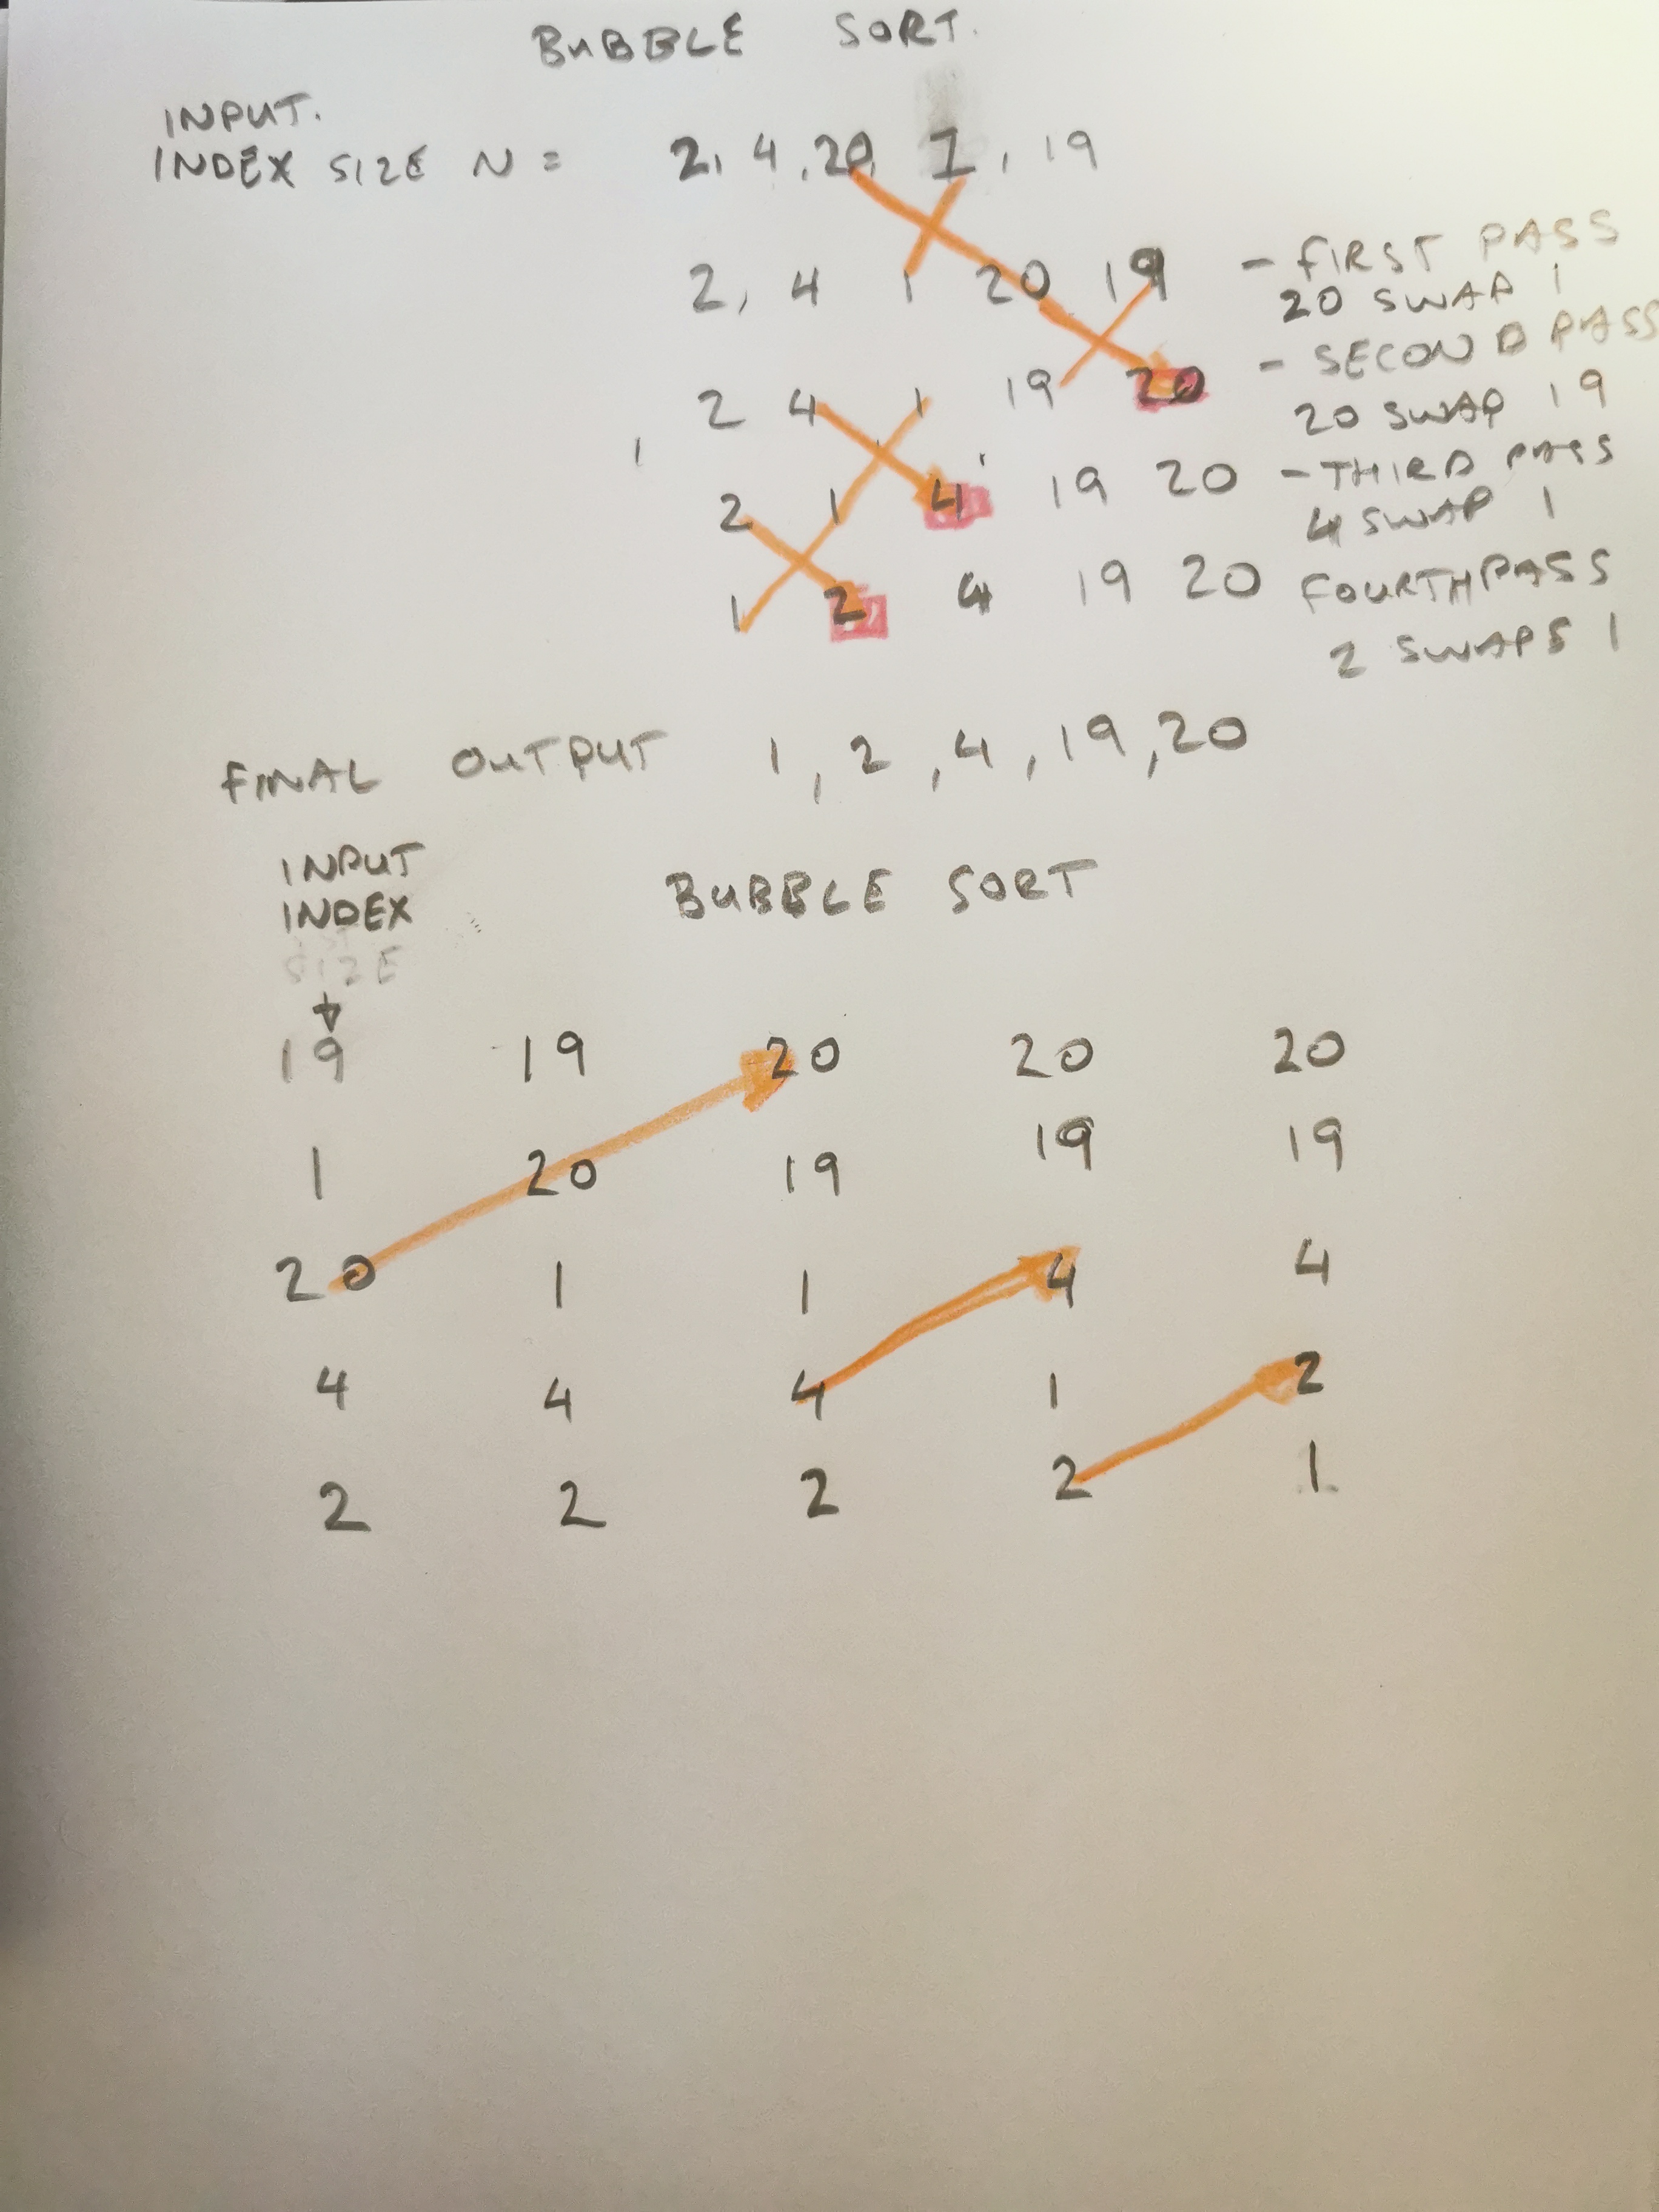 BUBBLE SORT.
INPUT.
INDEX SIZE N = 2, 4, 20, 1, 19
2, 4 1 20 19 - FIRST PASS
20 SWAP 1
2 4 1 19 20 - SECOND PASS
20 SWAP 19
2 1 4 19 20 - THIRD PASS
4 SWAP 1
1 2 4 19 20 FOURTH PASS
2 SWAPS 1
FINAL OUTPUT 1, 2, 4, 19, 20
INPUT
INDEX BUBBLE SORT
SIZE
19 19 20 20 20
1 20 19 19 19
20 1 1 4 4
4 4 4 1 2
2 2 2 2 1